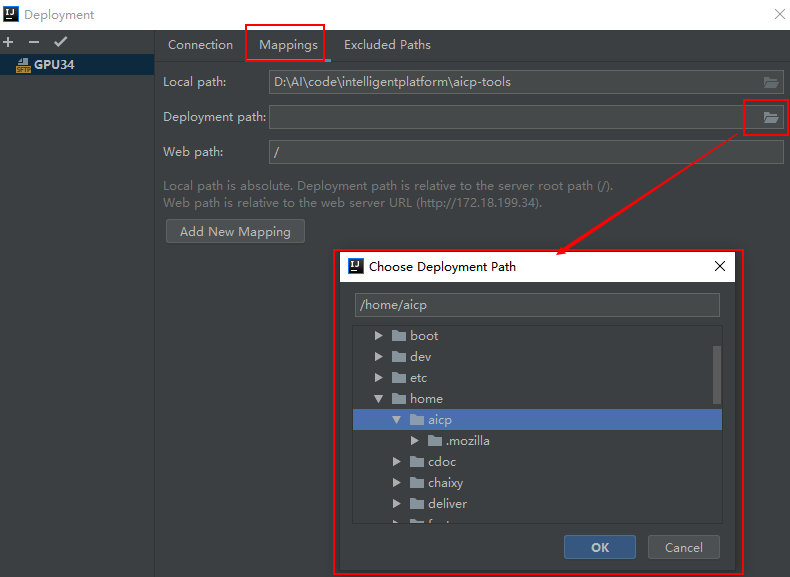 Deployment
GPU34
Connection Mappings Excluded Paths
Local path: D:\AI\code\intelligentplatform\aicp-tools
Deployment path:
Web path: /
Local path is absolute. Deployment path is relative to the server root path (/).
Web path is relative to the web server URL (http://172.18.199.34).
Add New Mapping
Choose Deployment Path
/home/aicp
boot
dev
etc
home
aicp
.mozilla
cdoc
chaixy
deliver
OK Cancel